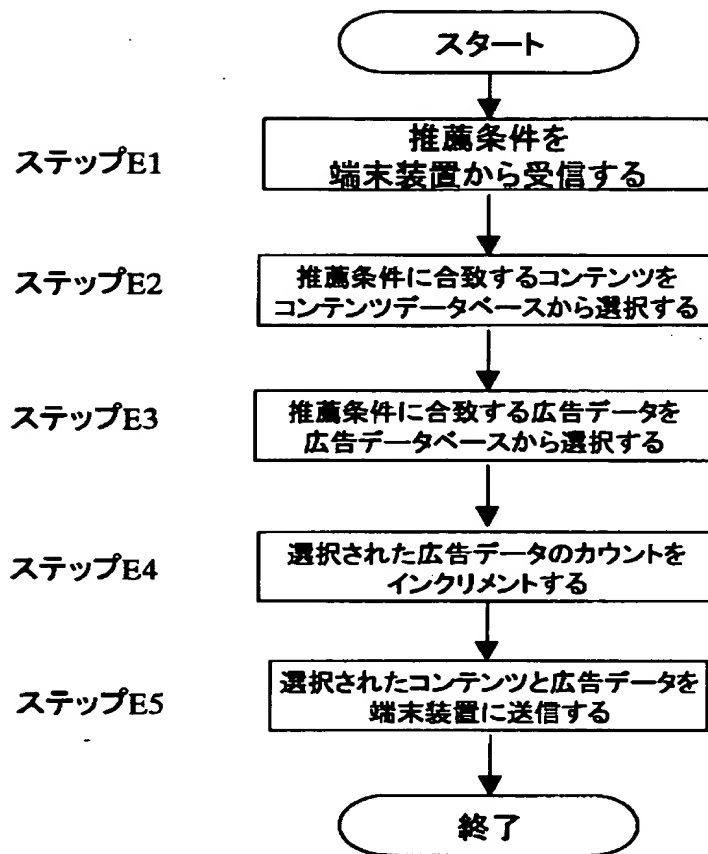 スタート
ステップE1
推薦条件を
端末装置から受信する
ステップE2
推薦条件に合致するコンテンツを
コンテンツデータベースから選択する
ステップE3
推薦条件に合致する広告データを
広告データベースから選択する
ステップE4
選択された広告データのカウントを
インクリメントする
ステップE5
選択されたコンテンツと広告データを
端末装置に送信する
終了